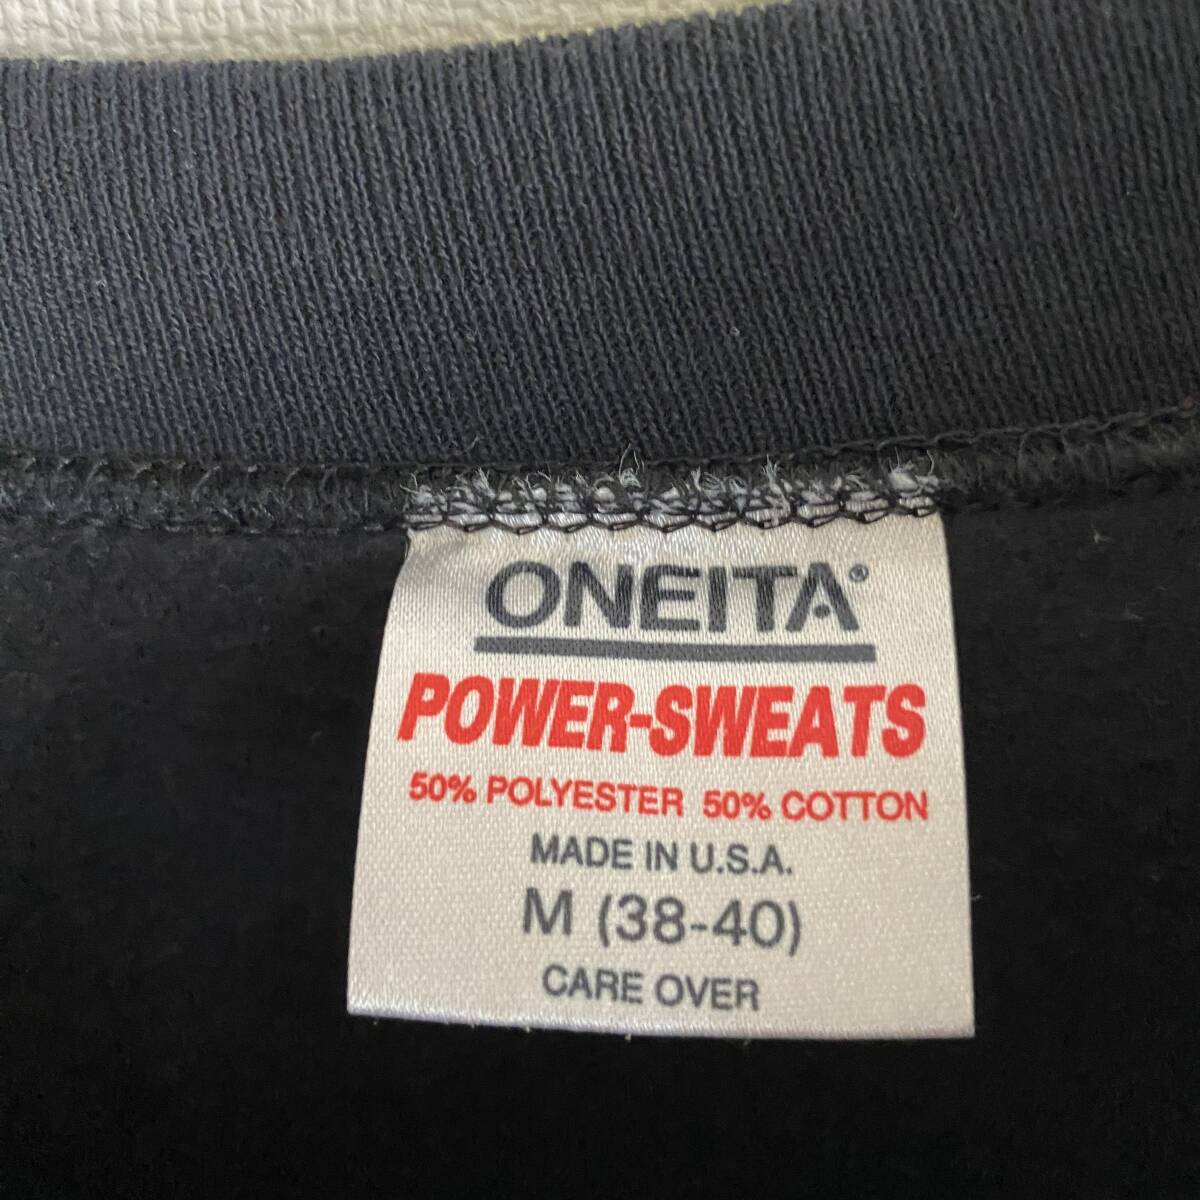 ONEITA®
POWER-SWEATS
50% POLYESTER 50% COTTON
MADE IN U.S.A.
M (38-40)
CARE OVER